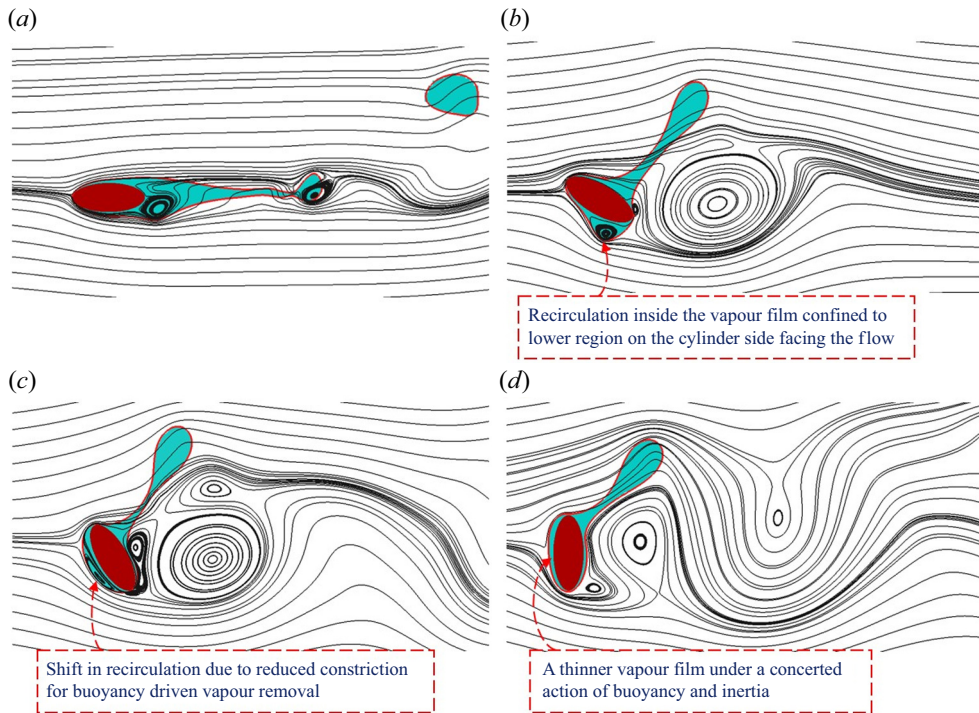 (a)
(b)
Recirculation inside the vapour film confined to
lower region on the cylinder side facing the flow
(c)
(d)
Shift in recirculation due to reduced constriction
for buoyancy driven vapour removal
A thinner vapour film under a concerted
action of buoyancy and inertia